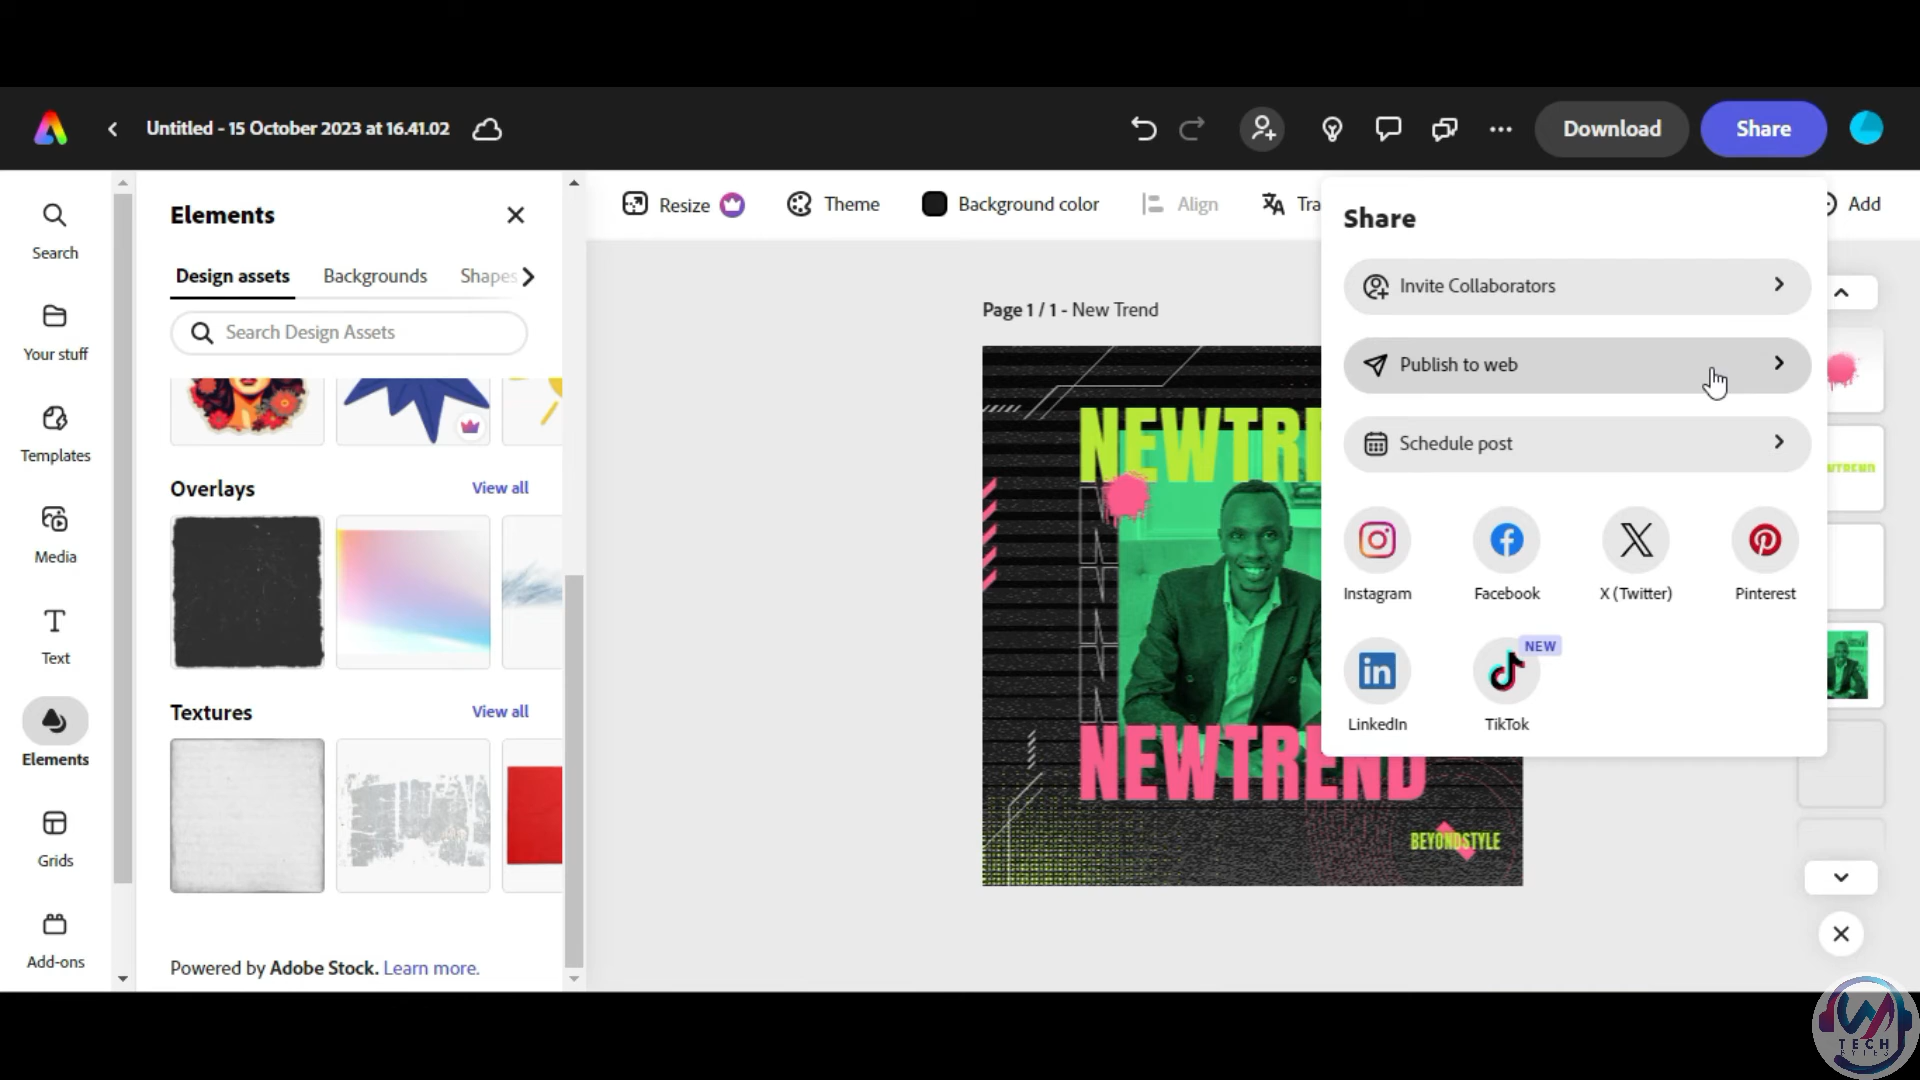 Untitled - 15 October 2023 at 16.41.02
Download
Share
Search
Your stuff
Templates
Media
Text
Elements
Grids
Add-ons
Elements
Design assets
Backgrounds
Shapes
Search Design Assets
Overlays
View all
Textures
View all
Powered by Adobe Stock. Learn more.
Resize
Theme
Background color
Align
Tra
Add
Page 1 / 1 - New Trend
NEWTRE
NEWTREND
BEYONDSTYLE
Share
Invite Collaborators
Publish to web
Schedule post
Instagram
Facebook
X (Twitter)
Pinterest
LinkedIn
NEW
TikTok
TECH
BYTES